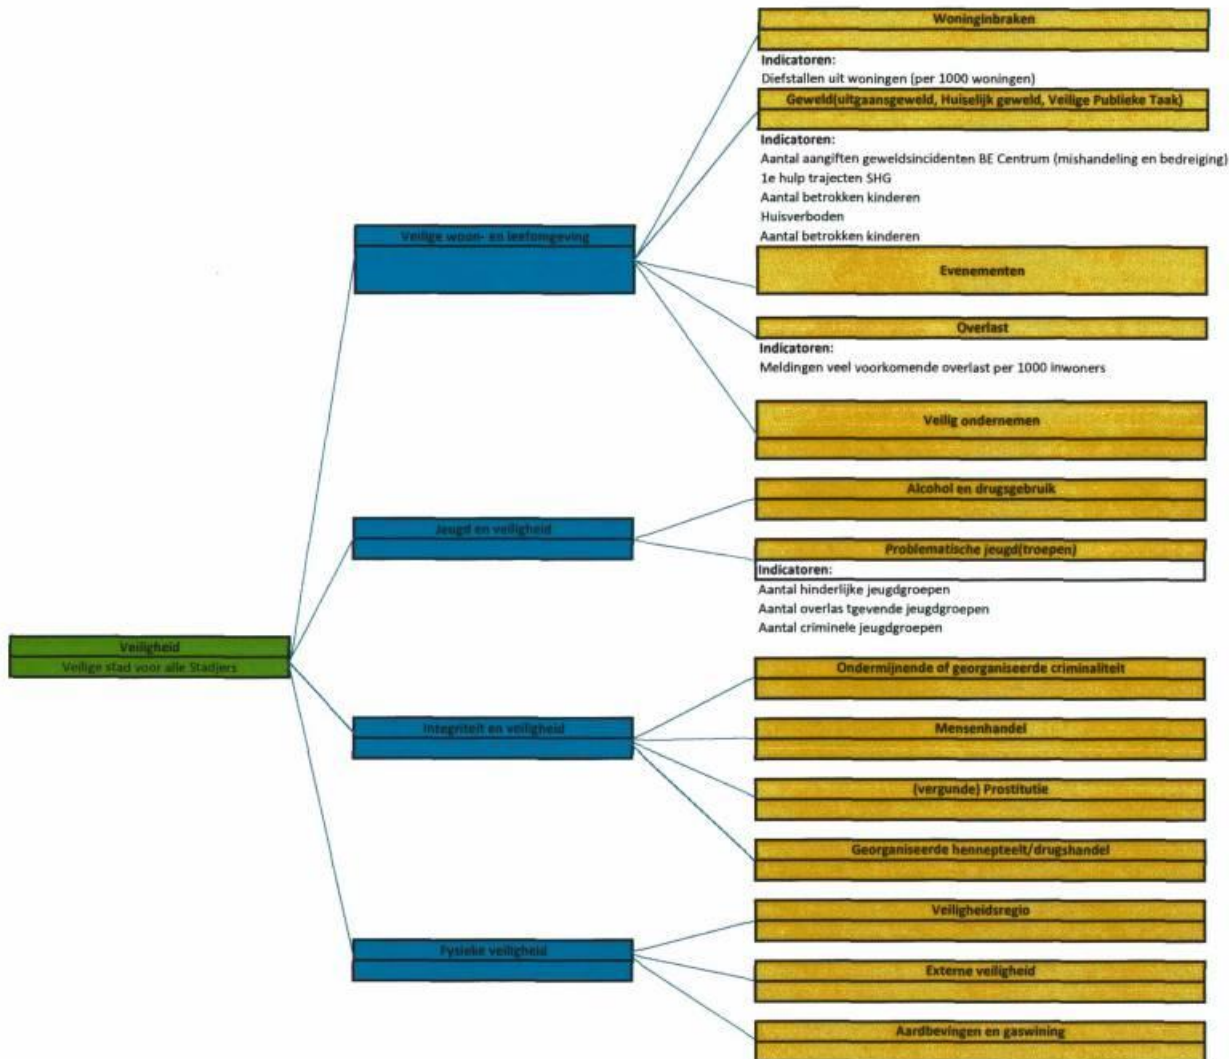 Woninginbraken
Indicatoren:
Diefstallen uit woningen (per 1000 woningen)
Geweld(uitgaansgeweld, Huiselijk geweld, Veilige Publieke Taak)
Indicatoren:
Aantal aangiften geweldsincidenten BE Centrum (mishandeling en bedreiging)
1e hulp trajecten SHG
Aantal betrokken kinderen
Huisverboden
Aantal betrokken kinderen
Veilige woon- en leefomgeving
Evenementen
Overlast
Indicatoren:
Meldingen veel voorkomende overlast per 1000 inwoners
Veilig ondernemen
Jeugd en veiligheid
Alcohol en drugsgebruik
Problematische jeugd(troepen)
Indicatoren:
Aantal hinderlijke jeugdgroepen
Aantal overlas tgevende jeugdgroepen
Aantal criminele jeugdgroepen
Veiligheid
Veilige stad voor alle Stadjers
Integriteit en veiligheid
Ondermijnende of georganiseerde criminaliteit
Mensenhandel
(vergunde) Prostitutie
Georganiseerde hennepteelt/drugshandel
Fysieke veiligheid
Veiligheidsregio
Externe veiligheid
Aardbevingen en gaswining